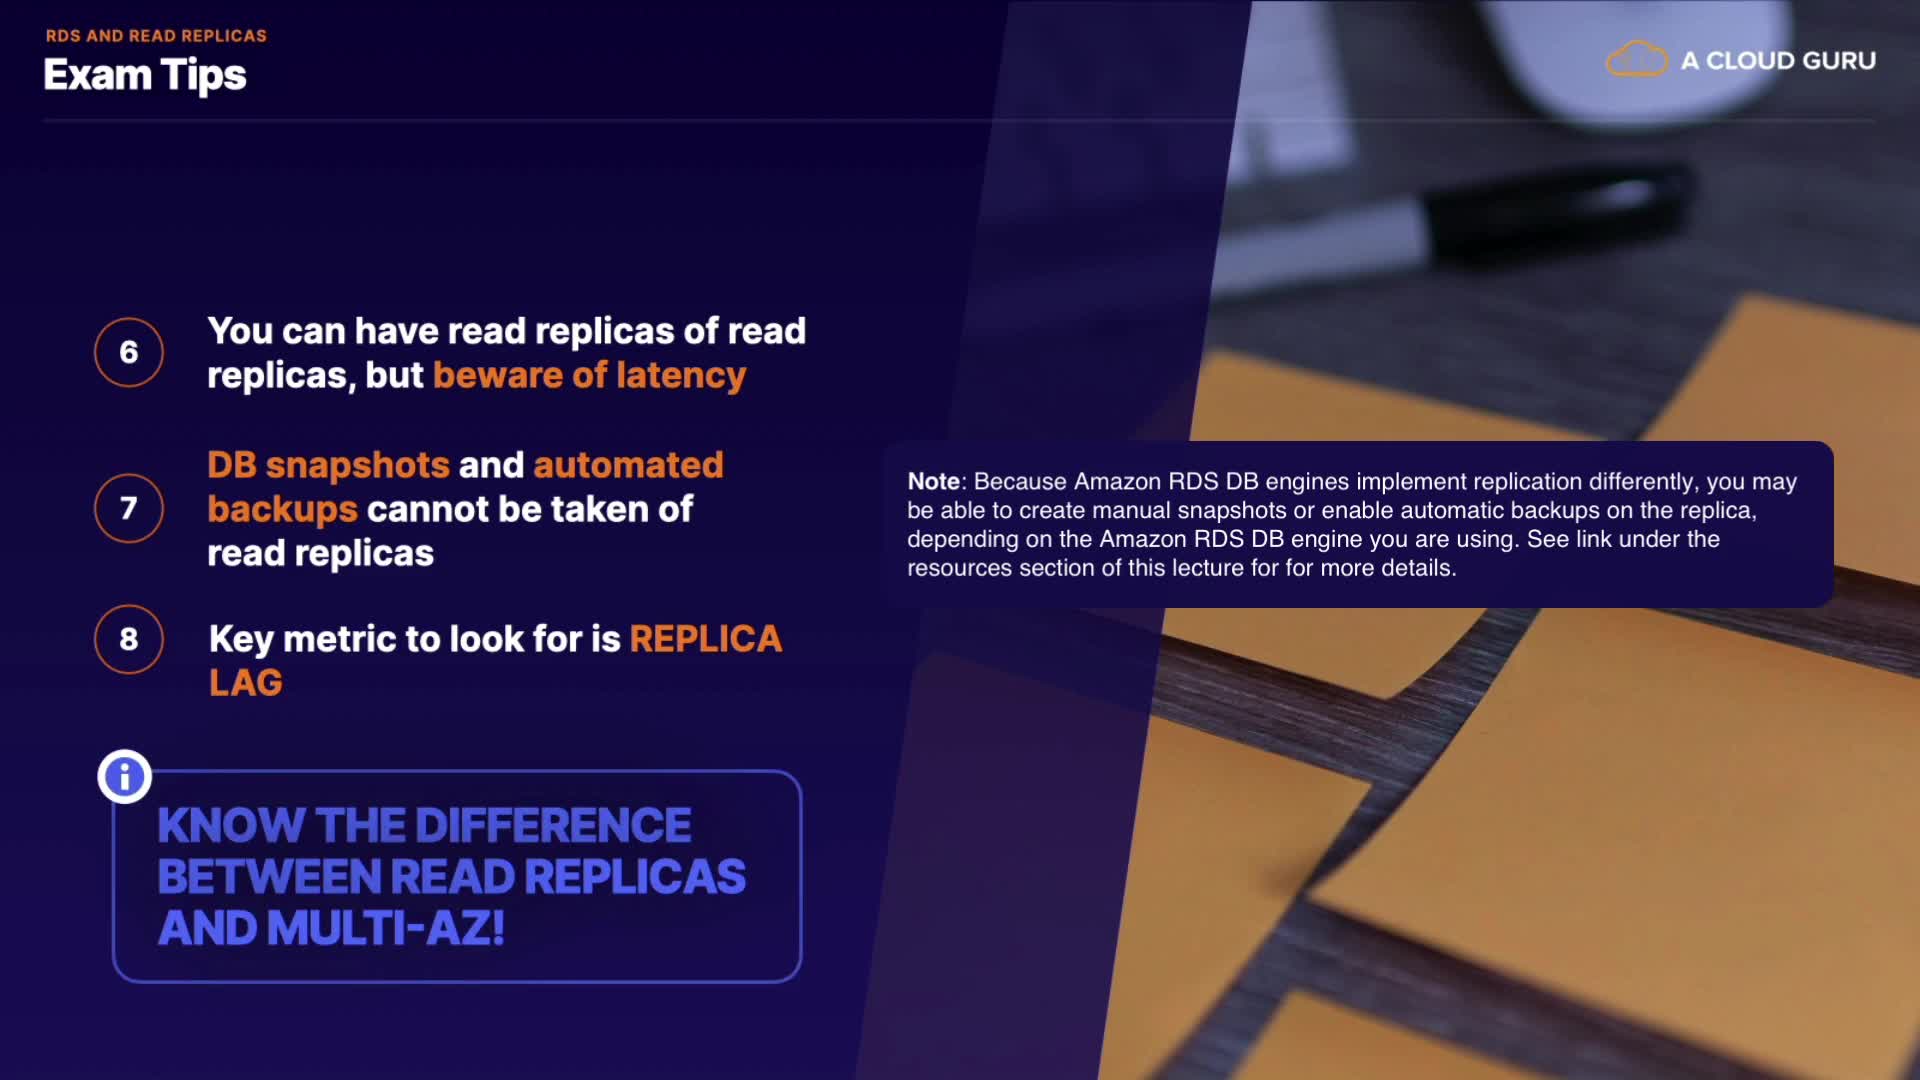 RDS AND READ REPLICAS
Exam Tips
A CLOUD GURU
6
You can have read replicas of read
replicas, but beware of latency
7
DB snapshots and automated
backups cannot be taken of
read replicas
Note: Because Amazon RDS DB engines implement replication differently, you may
be able to create manual snapshots or enable automatic backups on the replica,
depending on the Amazon RDS DB engine you are using. See link under the
resources section of this lecture for for more details.
8
Key metric to look for is REPLICA
LAG
i
KNOW THE DIFFERENCE
BETWEEN READ REPLICAS
AND MULTI-AZ!